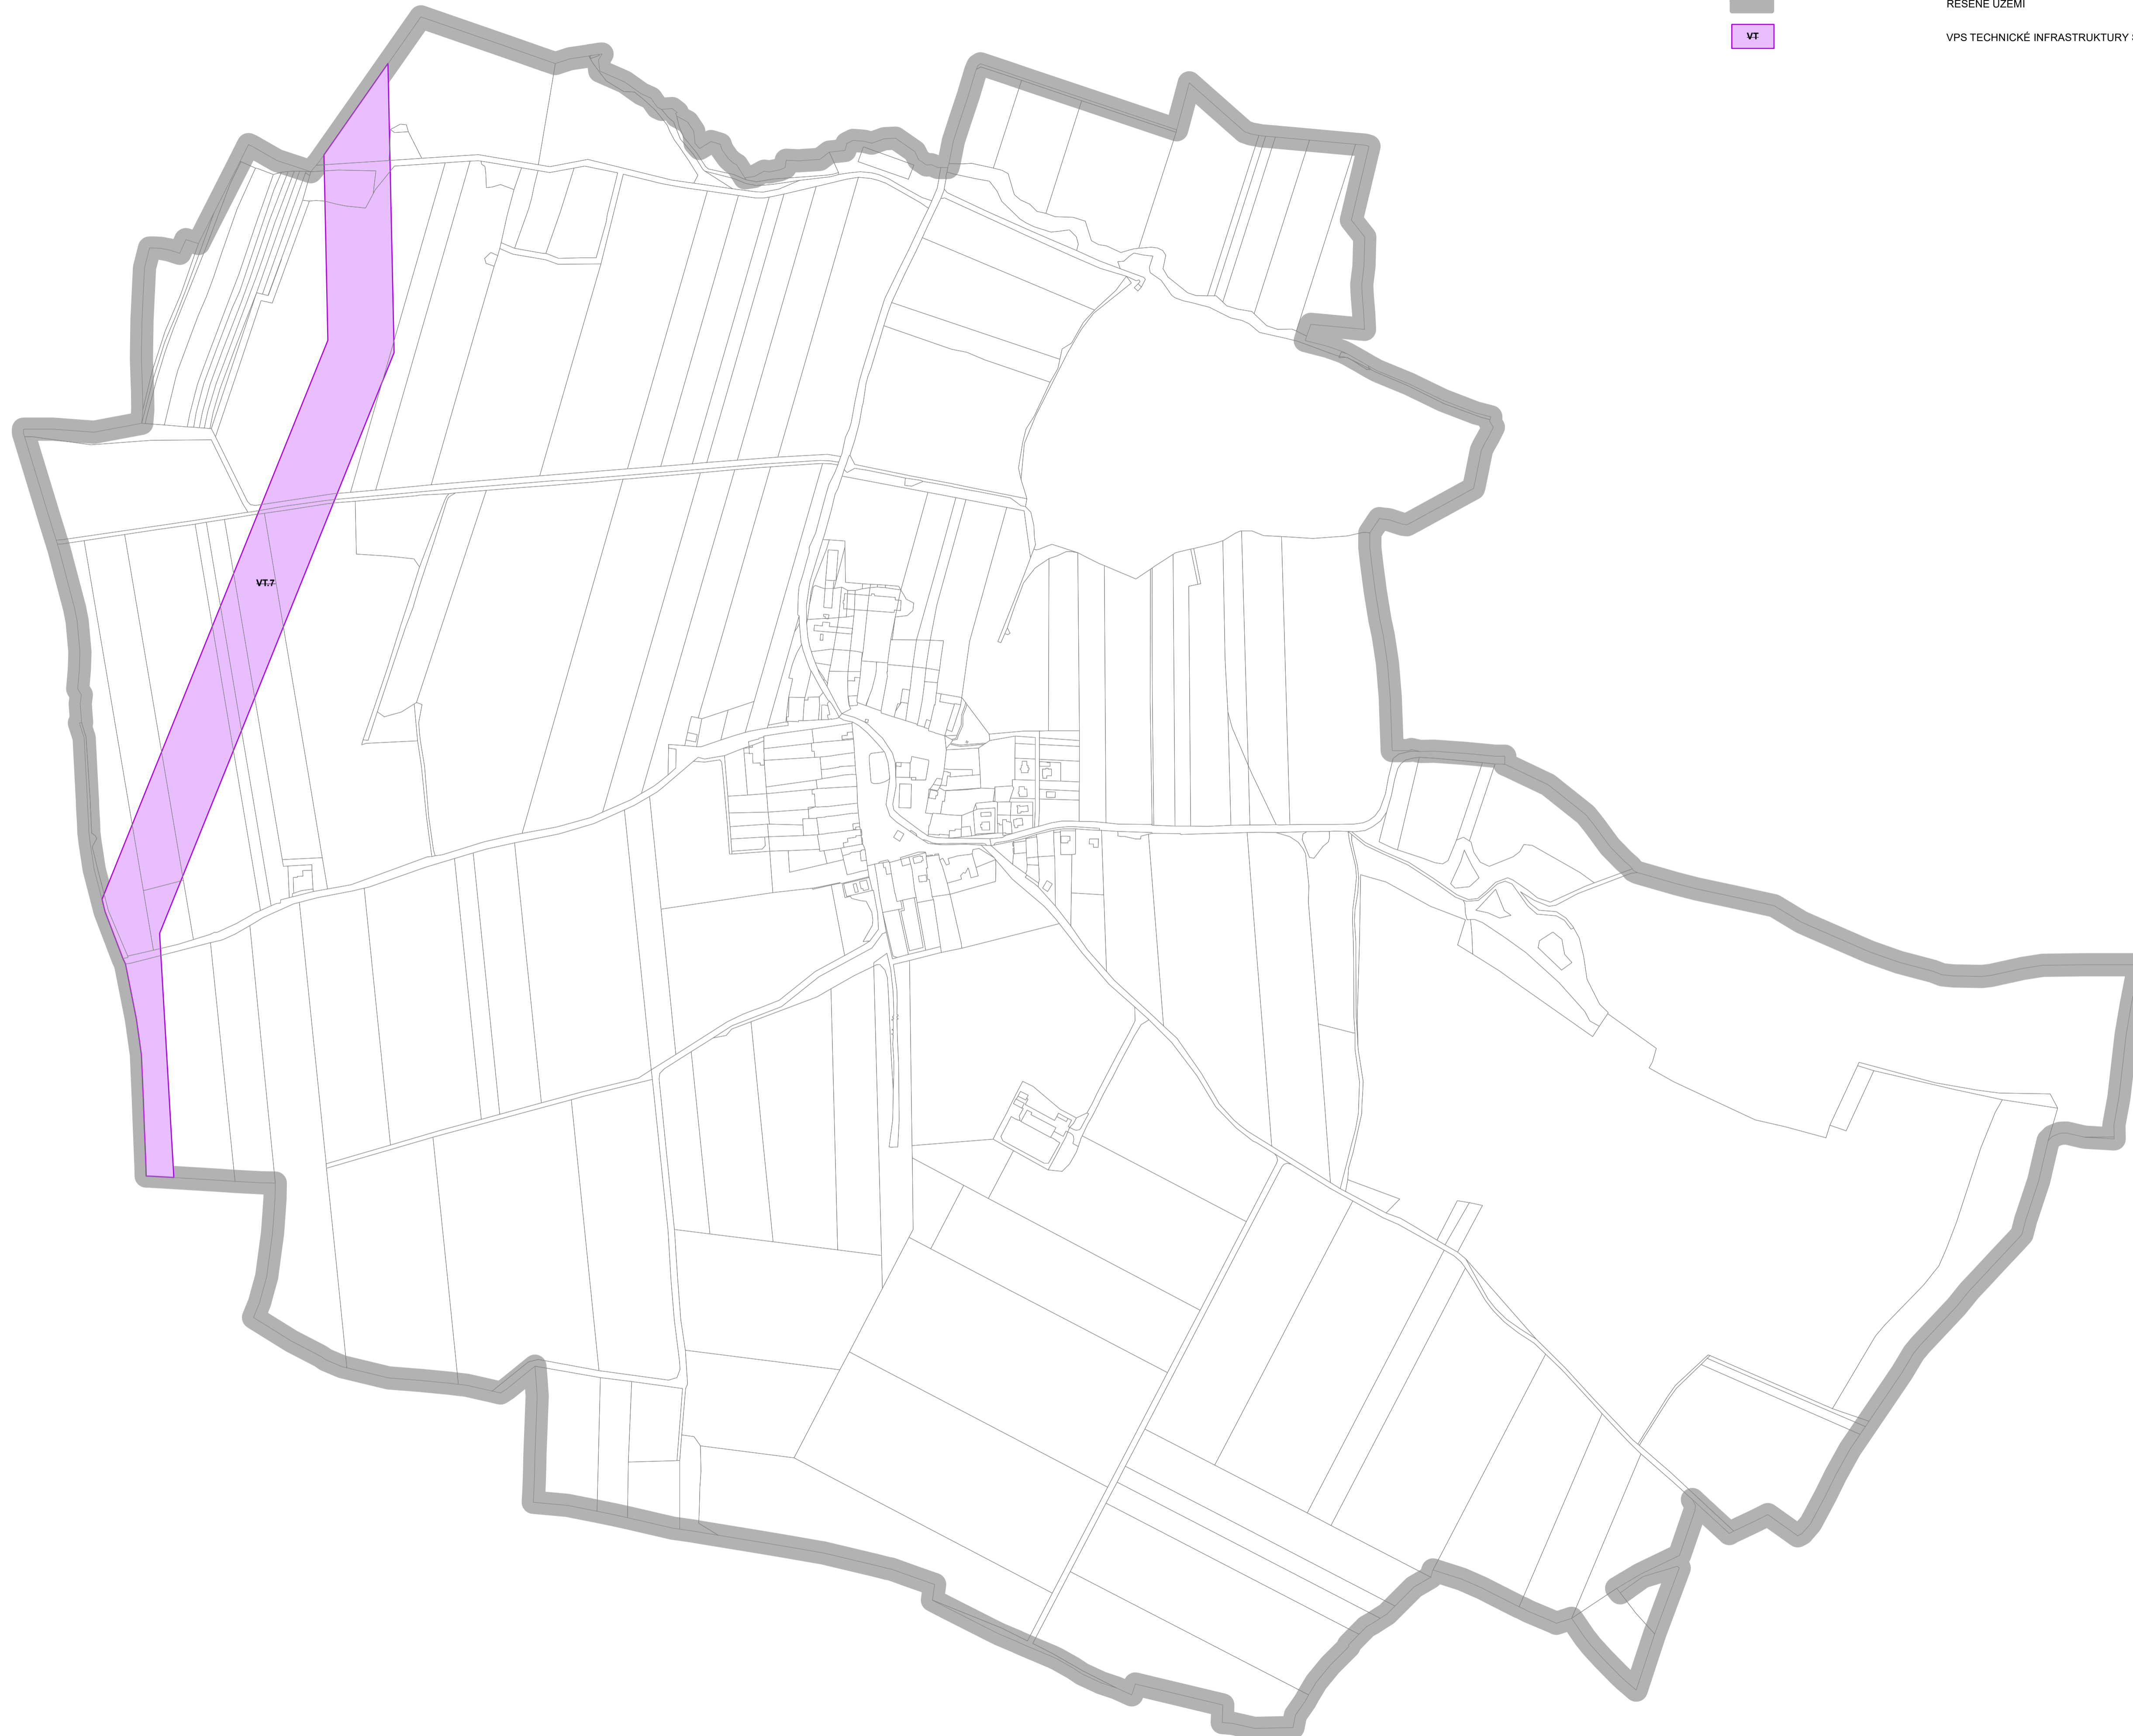 ŘEŠENÉ ÚZEMÍ
VT
VPS TECHNICKÉ INFRASTRUKTURY
VT.7